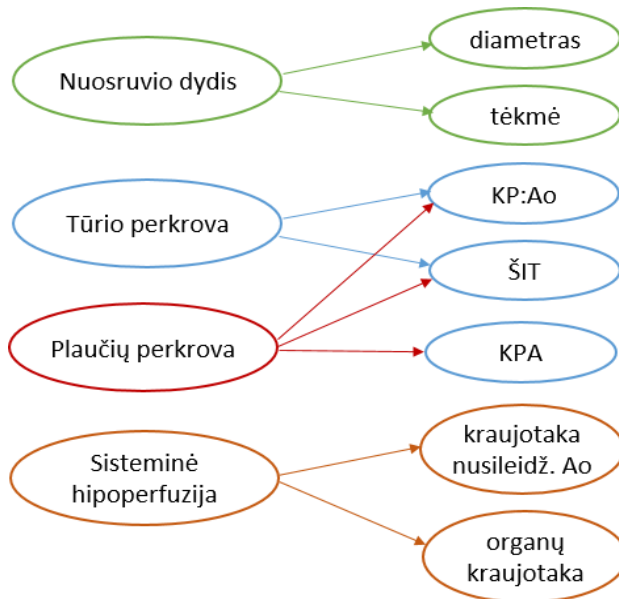 Nuosruvio dydis
diametras
tėkmė
Tūrio perkrova
KP:Ao
ŠIT
Plaučių perkrova
KPA
Sisteminė
hipoperfuzija
kraujotaka
nusileidž. Ao
organų
kraujotaka